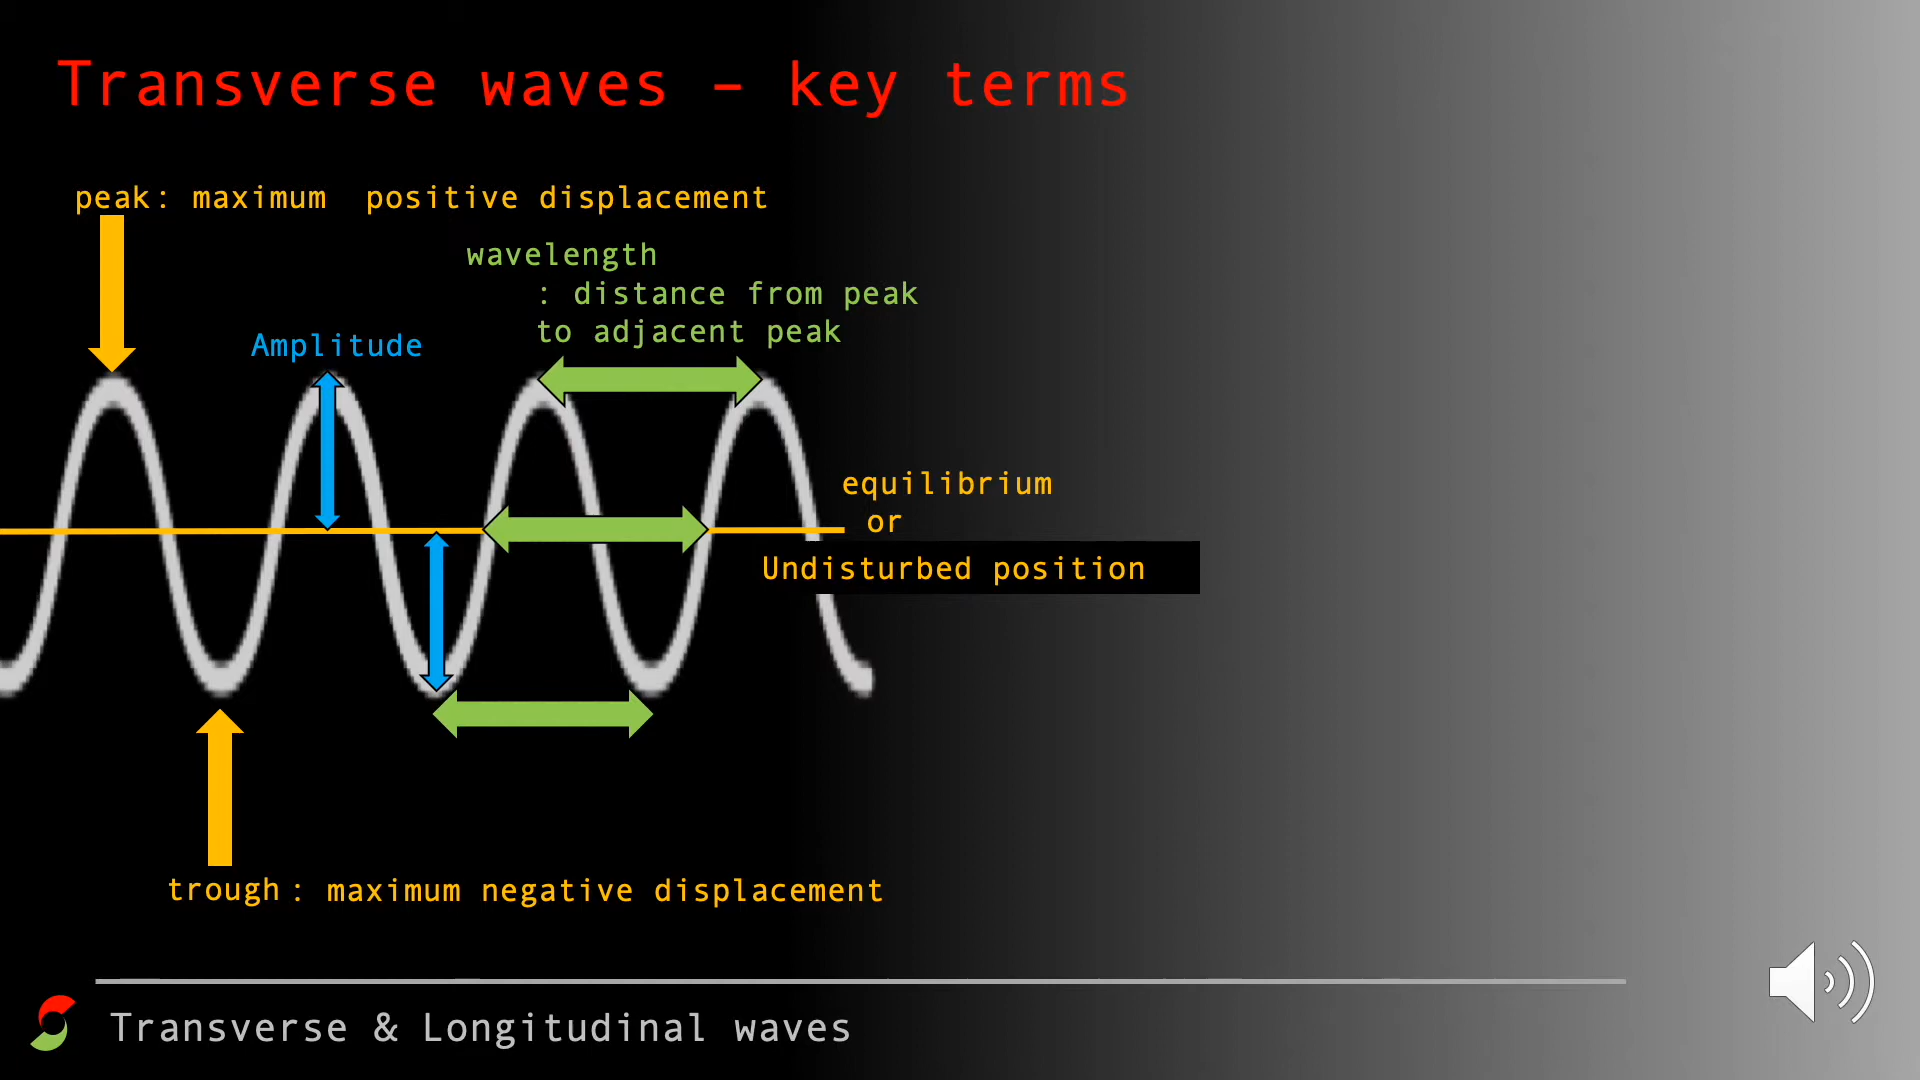 Transverse waves – key terms
peak: maximum positive displacement
wavelength
: distance from peak
to adjacent peak
Amplitude
equilibrium
or
Undisturbed position
trough: maximum negative displacement
Transverse & Longitudinal waves